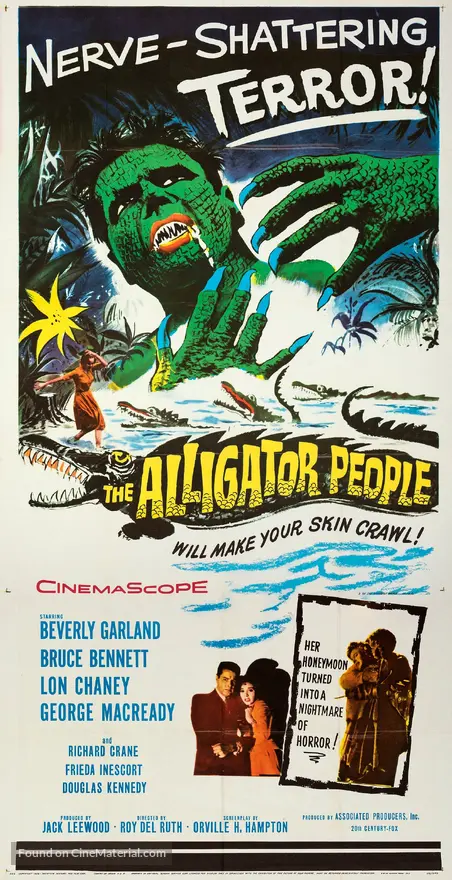 NERVE-SHATTERING
TERROR!
THE ALLIGATOR PEOPLE
WILL MAKE YOUR SKIN CRAWL!
CINEMASCOPE
STARRING
BEVERLY GARLAND
BRUCE BENNETT
LON CHANEY
GEORGE MACREADY
and
RICHARD CRANE
FRIEDA INESCORT
DOUGLAS KENNEDY
HER
HONEYMOON
TURNED
INTO A
NIGHTMARE
OF
HORROR!
PRODUCED BY
JACK LEEWOOD
DIRECTED BY
ROY DEL RUTH
SCREENPLAY BY
ORVILLE H. HAMPTON
PRODUCED BY ASSOCIATED PRODUCERS, Inc.
20TH CENTURY-FOX
Found on CineMaterial.com